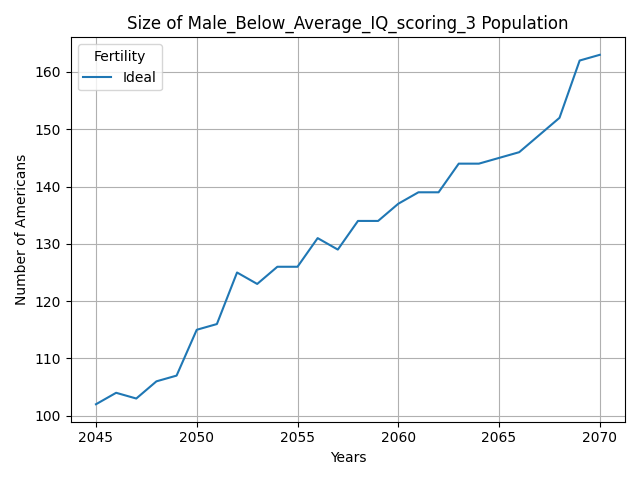 Size of Male_Below_Average_IQ_scoring_3 Population
Fertility
Ideal
Number of Americans
160
150
140
130
120
110
100
2045 2050 2055 2060 2065 2070
Years